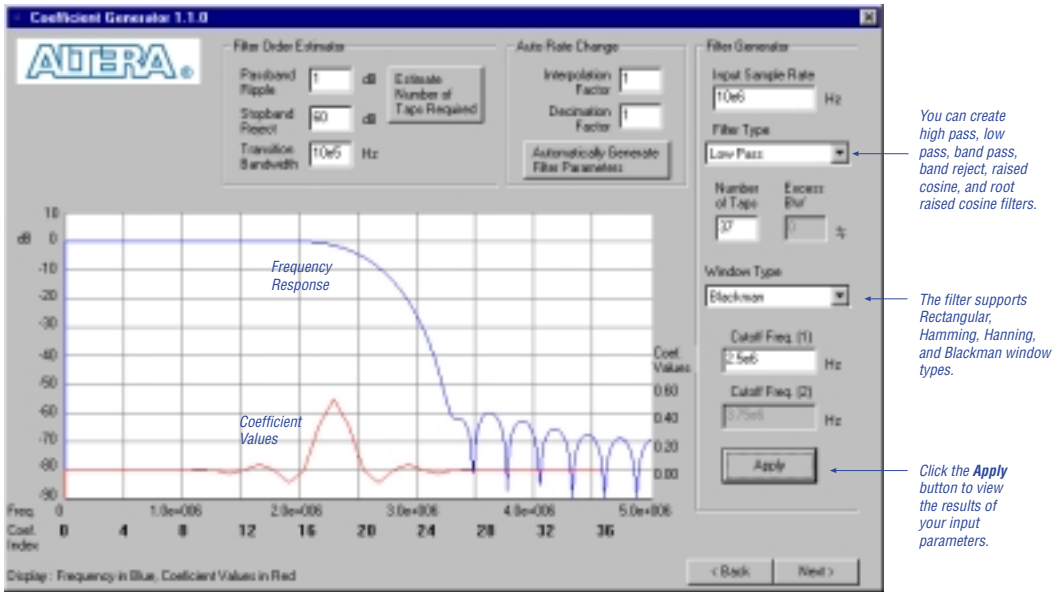 Coefficient Generator 1.1.0
ALTERA®
Filter Order Estimator
Passband
Ripple
1
dB
Stopband
Reject
60
dB
Transition
Bandwidth
10e5
Hz
Estimate
Number of
Taps Required
Auto Rate Change
Interpolation
Factor
1
Decimation
Factor
1
Automatically Generate
Filter Parameters
Filter Generator
Input Sample Rate
10e6
Hz
Filter Type
Low Pass
Number
of Taps
37
Excess
BW
0
%
Window Type
Blackman
Cutoff Freq. (1)
2.5e6
Hz
Cutoff Freq. (2)
3.75e6
Hz
Apply
You can create
high pass, low
pass, band pass,
band reject, raised
cosine, and root
raised cosine filters.
The filter supports
Rectangular,
Hamming, Hanning,
and Blackman window
types.
Click the Apply
button to view
the results of
your input
parameters.
10
dB 0
-10
-20
-30
-40
-50
-60
-70
-80
-90
Frequency
Response
Coefficient
Values
Coef.
Values
0.60
0.40
0.20
0.00
Freq. 0 1.0e+006 2.0e+006 3.0e+006 4.0e+006 5.0e+006
Coef. 0 4 8 12 16 20 24 28 32 36
Index
Display : Frequency in Blue, Coeficient Values in Red
< Back
Next >